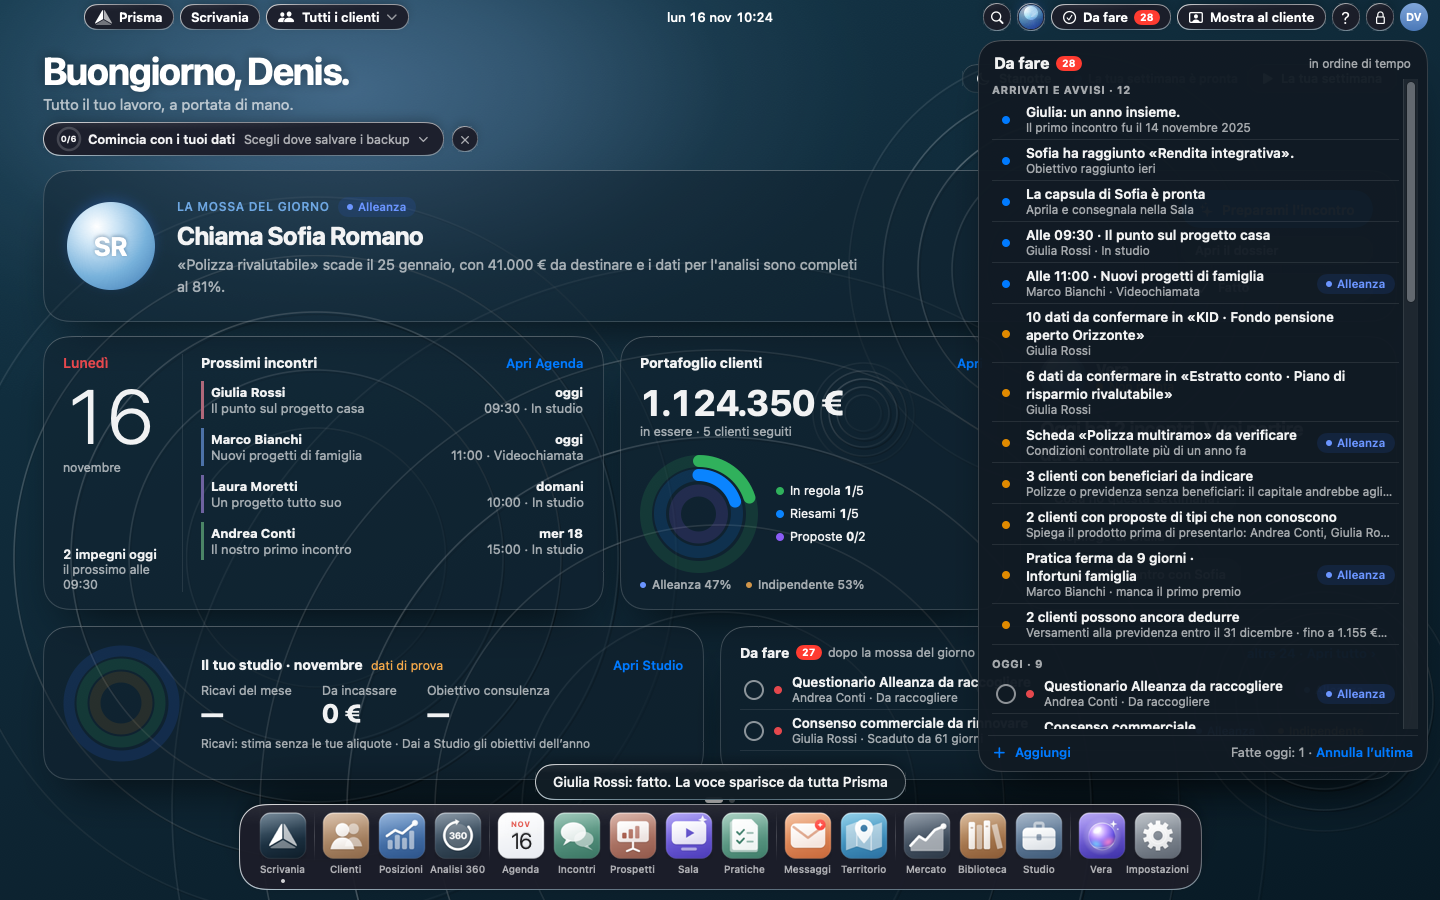 Prisma
Scrivania
Tutti i clienti
lun 16 nov 10:24
Da fare 28
Mostra al cliente
?
DV
Buongiorno, Denis.
Tutto il tuo lavoro, a portata di mano.
0/6 Comincia con i tuoi dati Scegli dove salvare i backup
SR
LA MOSSA DEL GIORNO Alleanza
Chiama Sofia Romano
«Polizza rivalutabile» scade il 25 gennaio, con 41.000 € da destinare e i dati per l'analisi sono completi
al 81%.
Lunedì
16
novembre
2 impegni oggi
il prossimo alle
09:30
Prossimi incontri Apri Agenda
Giulia Rossi oggi
Il punto sul progetto casa 09:30 · In studio
Marco Bianchi oggi
Nuovi progetti di famiglia 11:00 · Videochiamata
Laura Moretti domani
Un progetto tutto suo 10:00 · In studio
Andrea Conti mer 18
Il nostro primo incontro 15:00 · In studio
Portafoglio clienti
1.124.350 €
in essere · 5 clienti seguiti
In regola 1/5
Riesami 1/5
Proposte 0/2
Alleanza 47% Indipendente 53%
Il tuo studio · novembre dati di prova Apri Studio
Ricavi del mese Da incassare Obiettivo consulenza
— 0 € —
Ricavi: stima senza le tue aliquote · Dai a Studio gli obiettivi dell'anno
Da fare 27 dopo la mossa del giorno
Questionario Alleanza da rac
Andrea Conti · Da raccogliere
Consenso commerciale da rinnovare
Giulia Rossi · Scaduto da 61 giorn
Da fare 28 in ordine di tempo
ARRIVATI E AVVISI · 12
Giulia: un anno insieme.
Il primo incontro fu il 14 novembre 2025
Sofia ha raggiunto «Rendita integrativa».
Obiettivo raggiunto ieri
La capsula di Sofia è pronta
Aprila e consegnala nella Sala
Alle 09:30 · Il punto sul progetto casa
Giulia Rossi · In studio
Alle 11:00 · Nuovi progetti di famiglia
Marco Bianchi · Videochiamata
Alleanza
10 dati da confermare in «KID · Fondo pensione
aperto Orizzonte»
Giulia Rossi
6 dati da confermare in «Estratto conto · Piano di
risparmio rivalutabile»
Giulia Rossi
Scheda «Polizza multiramo» da verificare
Condizioni controllate più di un anno fa
Alleanza
3 clienti con beneficiari da indicare
Polizze o previdenza senza beneficiari: il capitale andrebbe agli...
2 clienti con proposte di tipi che non conoscono
Spiega il prodotto prima di presentarlo: Andrea Conti, Giulia Ro...
Pratica ferma da 9 giorni ·
Infortuni famiglia
Marco Bianchi · manca il primo premio
Alleanza
2 clienti possono ancora dedurre
Versamenti alla previdenza entro il 31 dicembre · fino a 1.155 €...
OGGI · 9
Questionario Alleanza da raccogliere
Andrea Conti · Da raccogliere
Alleanza
Consenso commerciale
Aggiungi
Fatte oggi: 1 · Annulla l'ultima
Giulia Rossi: fatto. La voce sparisce da tutta Prisma
360
NOV
16
Scrivania
Clienti
Posizioni
Analisi 360
Agenda
Incontri
Prospetti
Sala
Pratiche
Messaggi
Territorio
Mercato
Biblioteca
Studio
Vera
Impostazioni